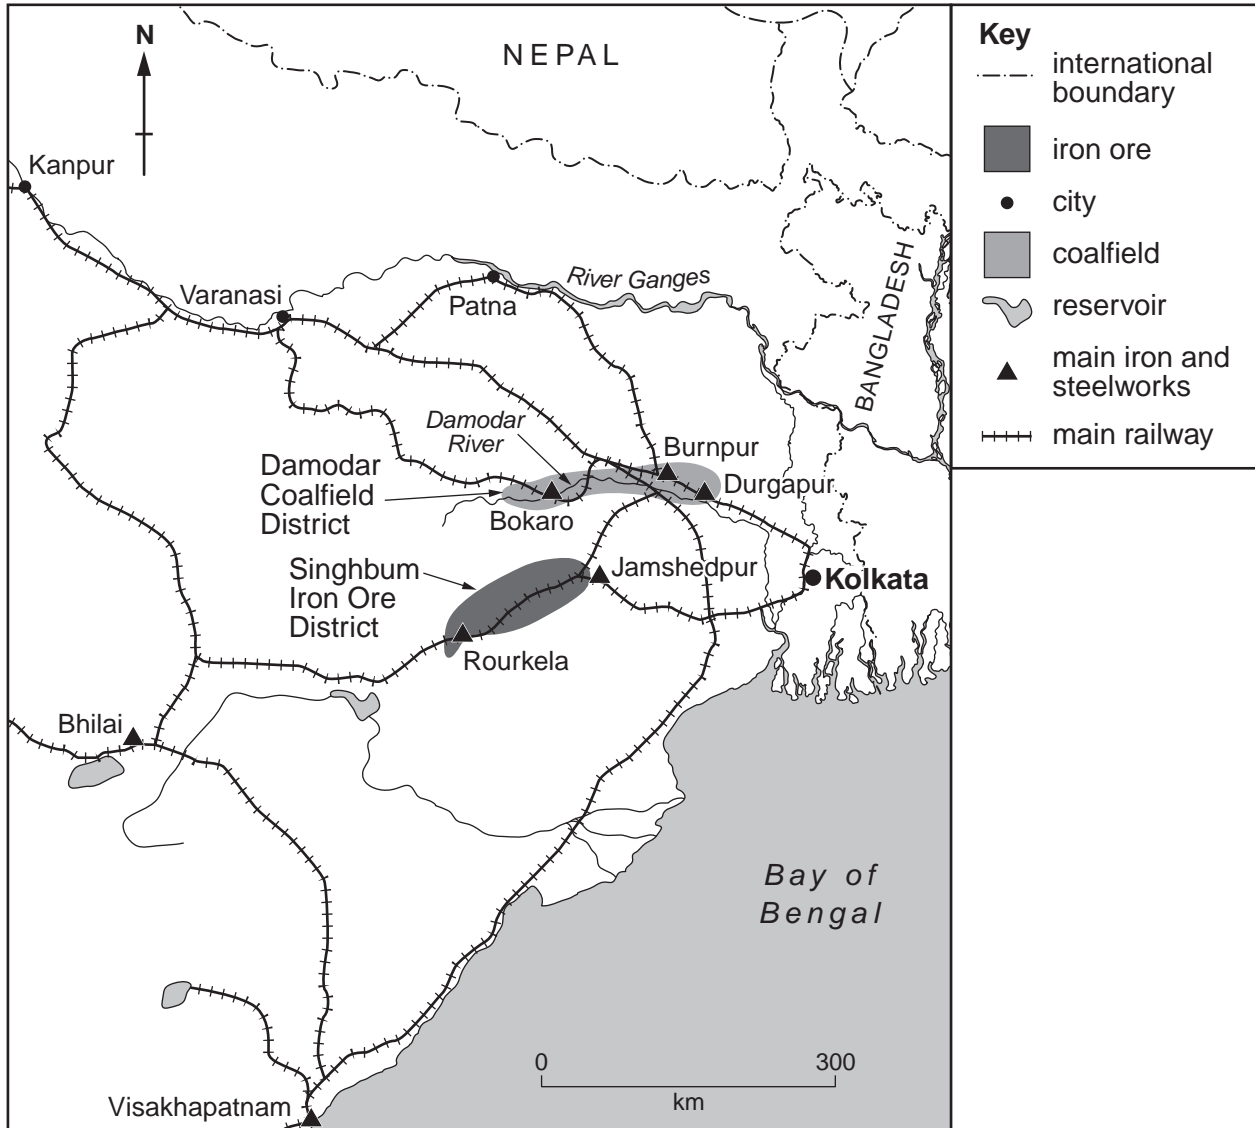 N
NEPAL
Kanpur
Varanasi
Patna
River Ganges
BANGLADESH
Damodar
River
Burnpur
Durgapur
Damodar
Coalfield
District
Bokaro
Singhbum
Iron Ore
District
Jamshedpur
Kolkata
Rourkela
Bhilai
Bay of
Bengal
0
300
km
Visakhapatnam
Key
international
boundary
iron ore
city
coalfield
reservoir
main iron and
steelworks
main railway